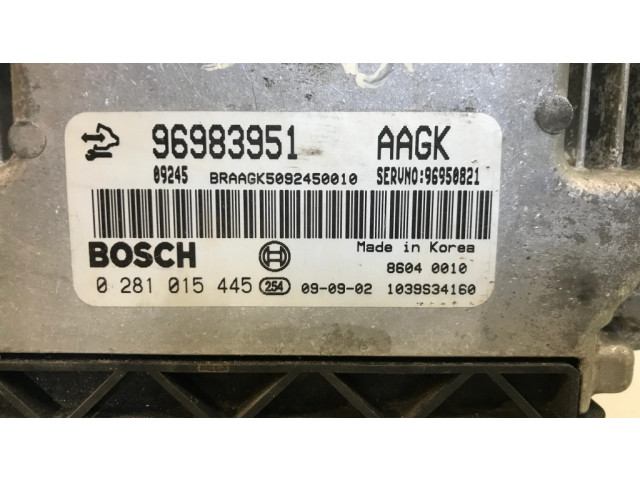 96983951 AAGK
09245 BRAAGK5092450010 SERVNO:96950821
BOSCH Made in Korea
8604 0010
0 281 015 445 254 09-09-02 1039S34160